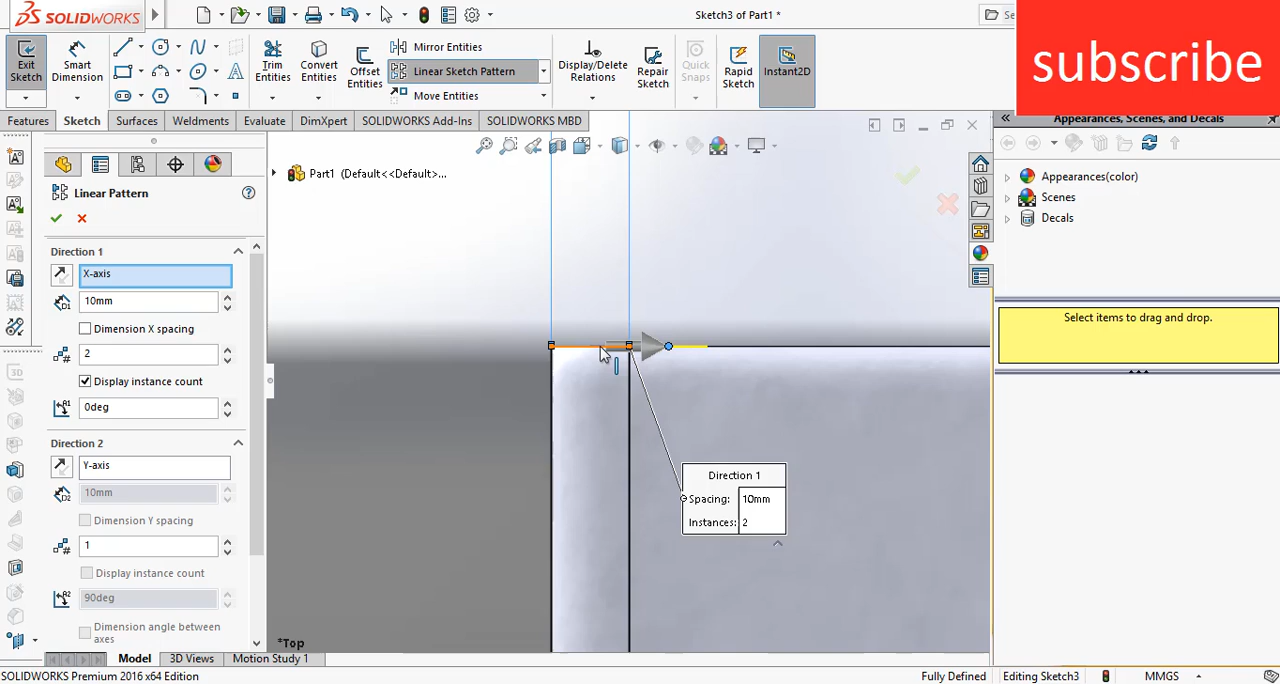 SOLIDWORKS
Sketch3 of Part1 *
Se
subscribe
Exit Sketch
Smart Dimension
Trim Entities
Convert Entities
Offset Entities
Mirror Entities
Linear Sketch Pattern
Move Entities
Display/Delete Relations
Repair Sketch
Quick Snaps
Rapid Sketch
Instant2D
Features
Sketch
Surfaces
Weldments
Evaluate
DimXpert
SOLIDWORKS Add-Ins
SOLIDWORKS MBD
Appearances, Scenes, and Decals
Part1 (Default<<Default>...
Linear Pattern
Direction 1
X-axis
10mm
Dimension X spacing
2
Display instance count
0deg
Direction 2
Y-axis
10mm
Dimension Y spacing
1
Display instance count
90deg
Dimension angle between axes
Direction 1
Spacing: 10mm
Instances: 2
*Top
Appearances(color)
Scenes
Decals
Select items to drag and drop.
Model
3D Views
Motion Study 1
SOLIDWORKS Premium 2016 x64 Edition
Fully Defined
Editing Sketch3
MMGS